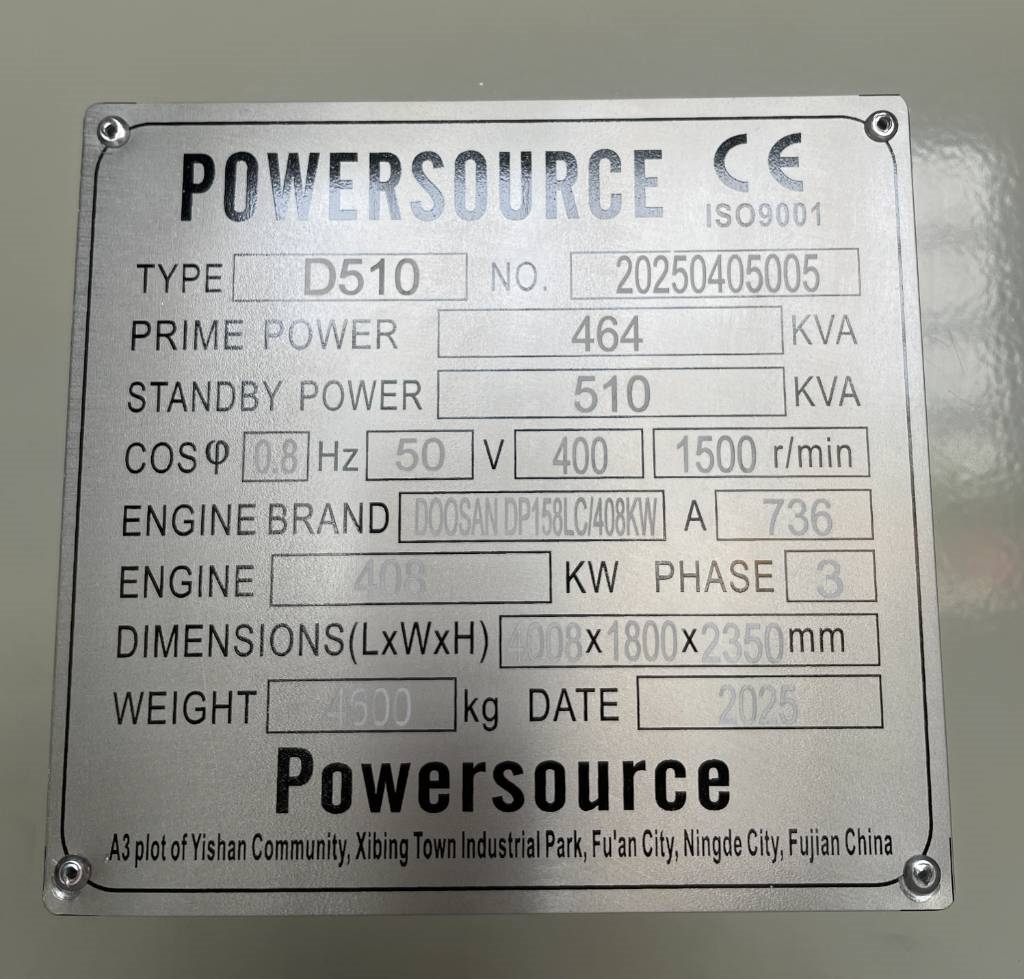 POWERSOURCE CE
ISO9001
TYPE D510 NO. 20250405005
PRIME POWER 464 KVA
STANDBY POWER 510 KVA
COSφ 0.8 Hz 50 V 400 1500 r/min
ENGINE BRAND DOOSAN DP158LC/408KW A 736
ENGINE 408 KW PHASE 3
DIMENSIONS(LxWxH) 4008x1800x2350mm
WEIGHT 4600 kg DATE 2025
Powersource
A3 plot of Yishan Community, Xibing Town Industrial Park, Fu'an City, Ningde City, Fujian China